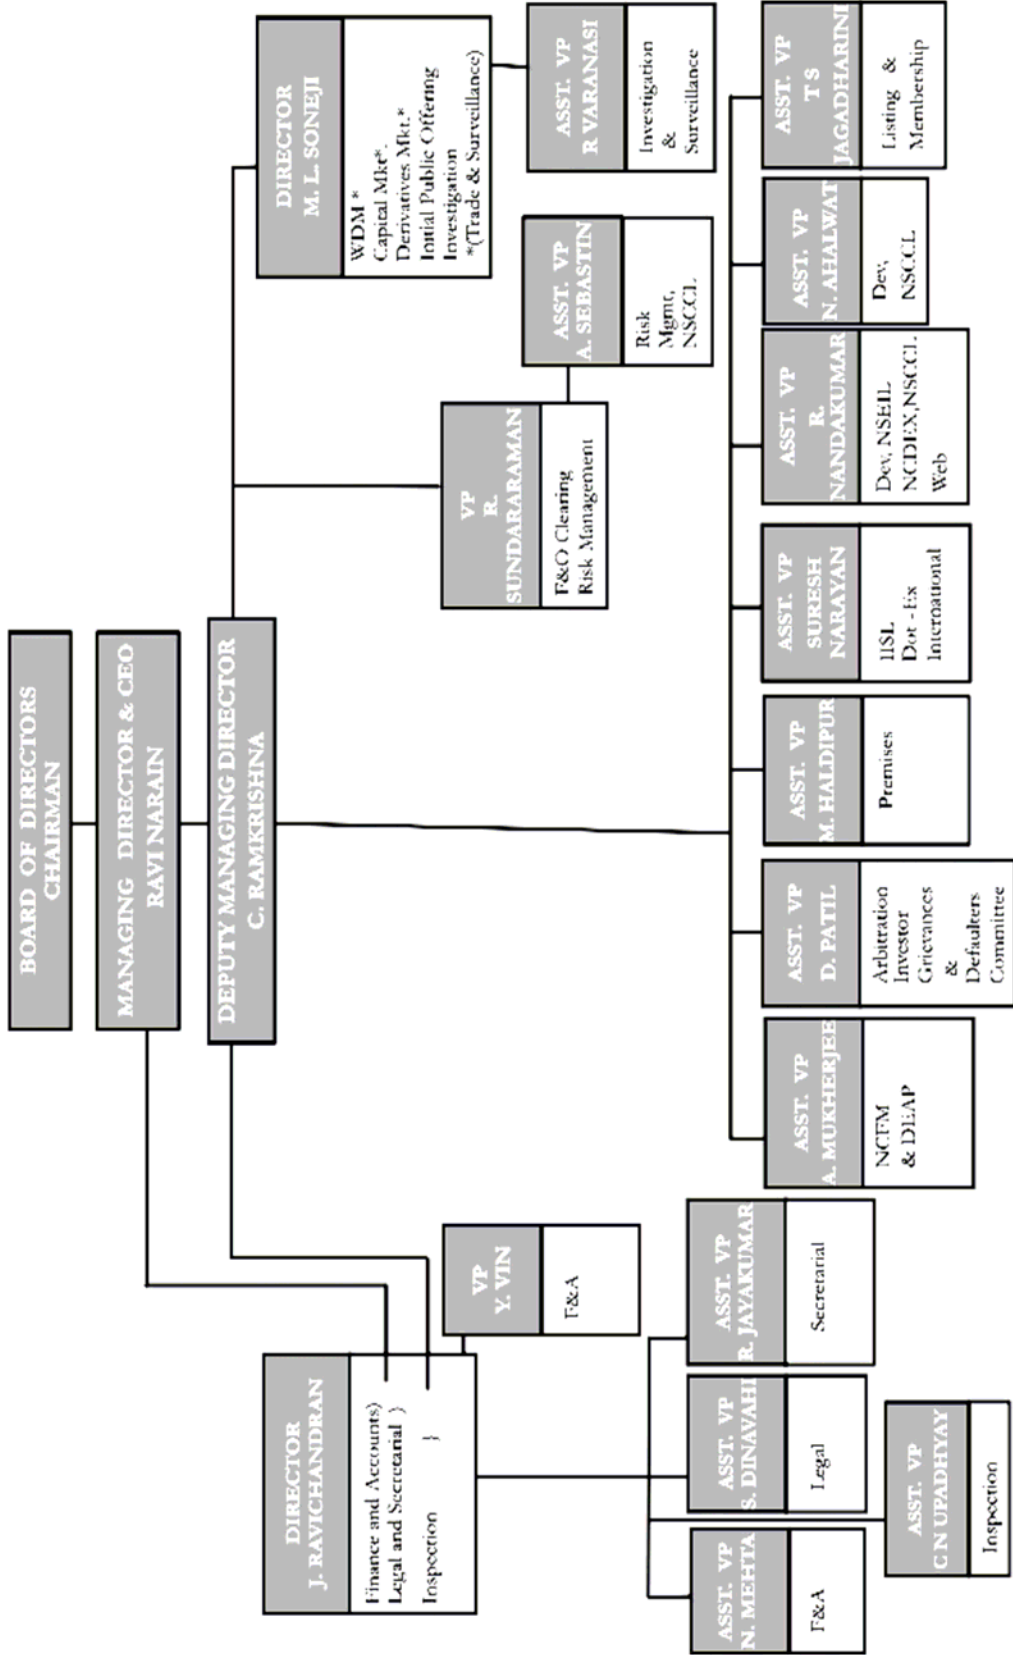 BOARD OF DIRECTORS
CHAIRMAN
MANAGING DIRECTOR & CEO
RAVI NARAIN
DEPUTY MANAGING DIRECTOR
C. RAMKRISHNA
DIRECTOR
J. RAVICHANDRAN
Finance and Accounts)
Legal and Secretarial )
Inspection }
VP
Y. VIN
F&A
ASST. VP
N. MEHTA
F&A
ASST. VP
S. DINAVAHI
Legal
ASST. VP
R. JAYAKUMAR
Secretarial
ASST. VP
C N UPADHYAY
Inspection
DIRECTOR
M. L. SONEJI
WDM *
Capital Mkt*.
Derivatives Mkt.*
Initial Public Offering
Investigation
*(Trade & Surveillance)
ASST. VP
R VARANASI
Investigation
&
Surveillance
VP
R.
SUNDARARAMAN
F&O Clearing
Risk Management
ASST. VP
A. SEBASTIN
Risk
Mgmt,
NSCCL
ASST. VP
A. MUKHERJEE
NCFM
& DEAP
ASST. VP
D. PATIL
Arbitration
Investor
Grievances
&
Defaulters
Committee
ASST. VP
M. HALDIPUR
Premises
ASST. VP
SURESH
NARAYAN
IISL
Dot - Ex
International
ASST. VP
R.
NANDAKUMAR
Dev, NSEIL
NCDEX,NSCCL
Web
ASST. VP
N. AHALWAT
Dev,
NSCCL
ASST. VP
T S
JAGADHARINI
Listing &
Membership